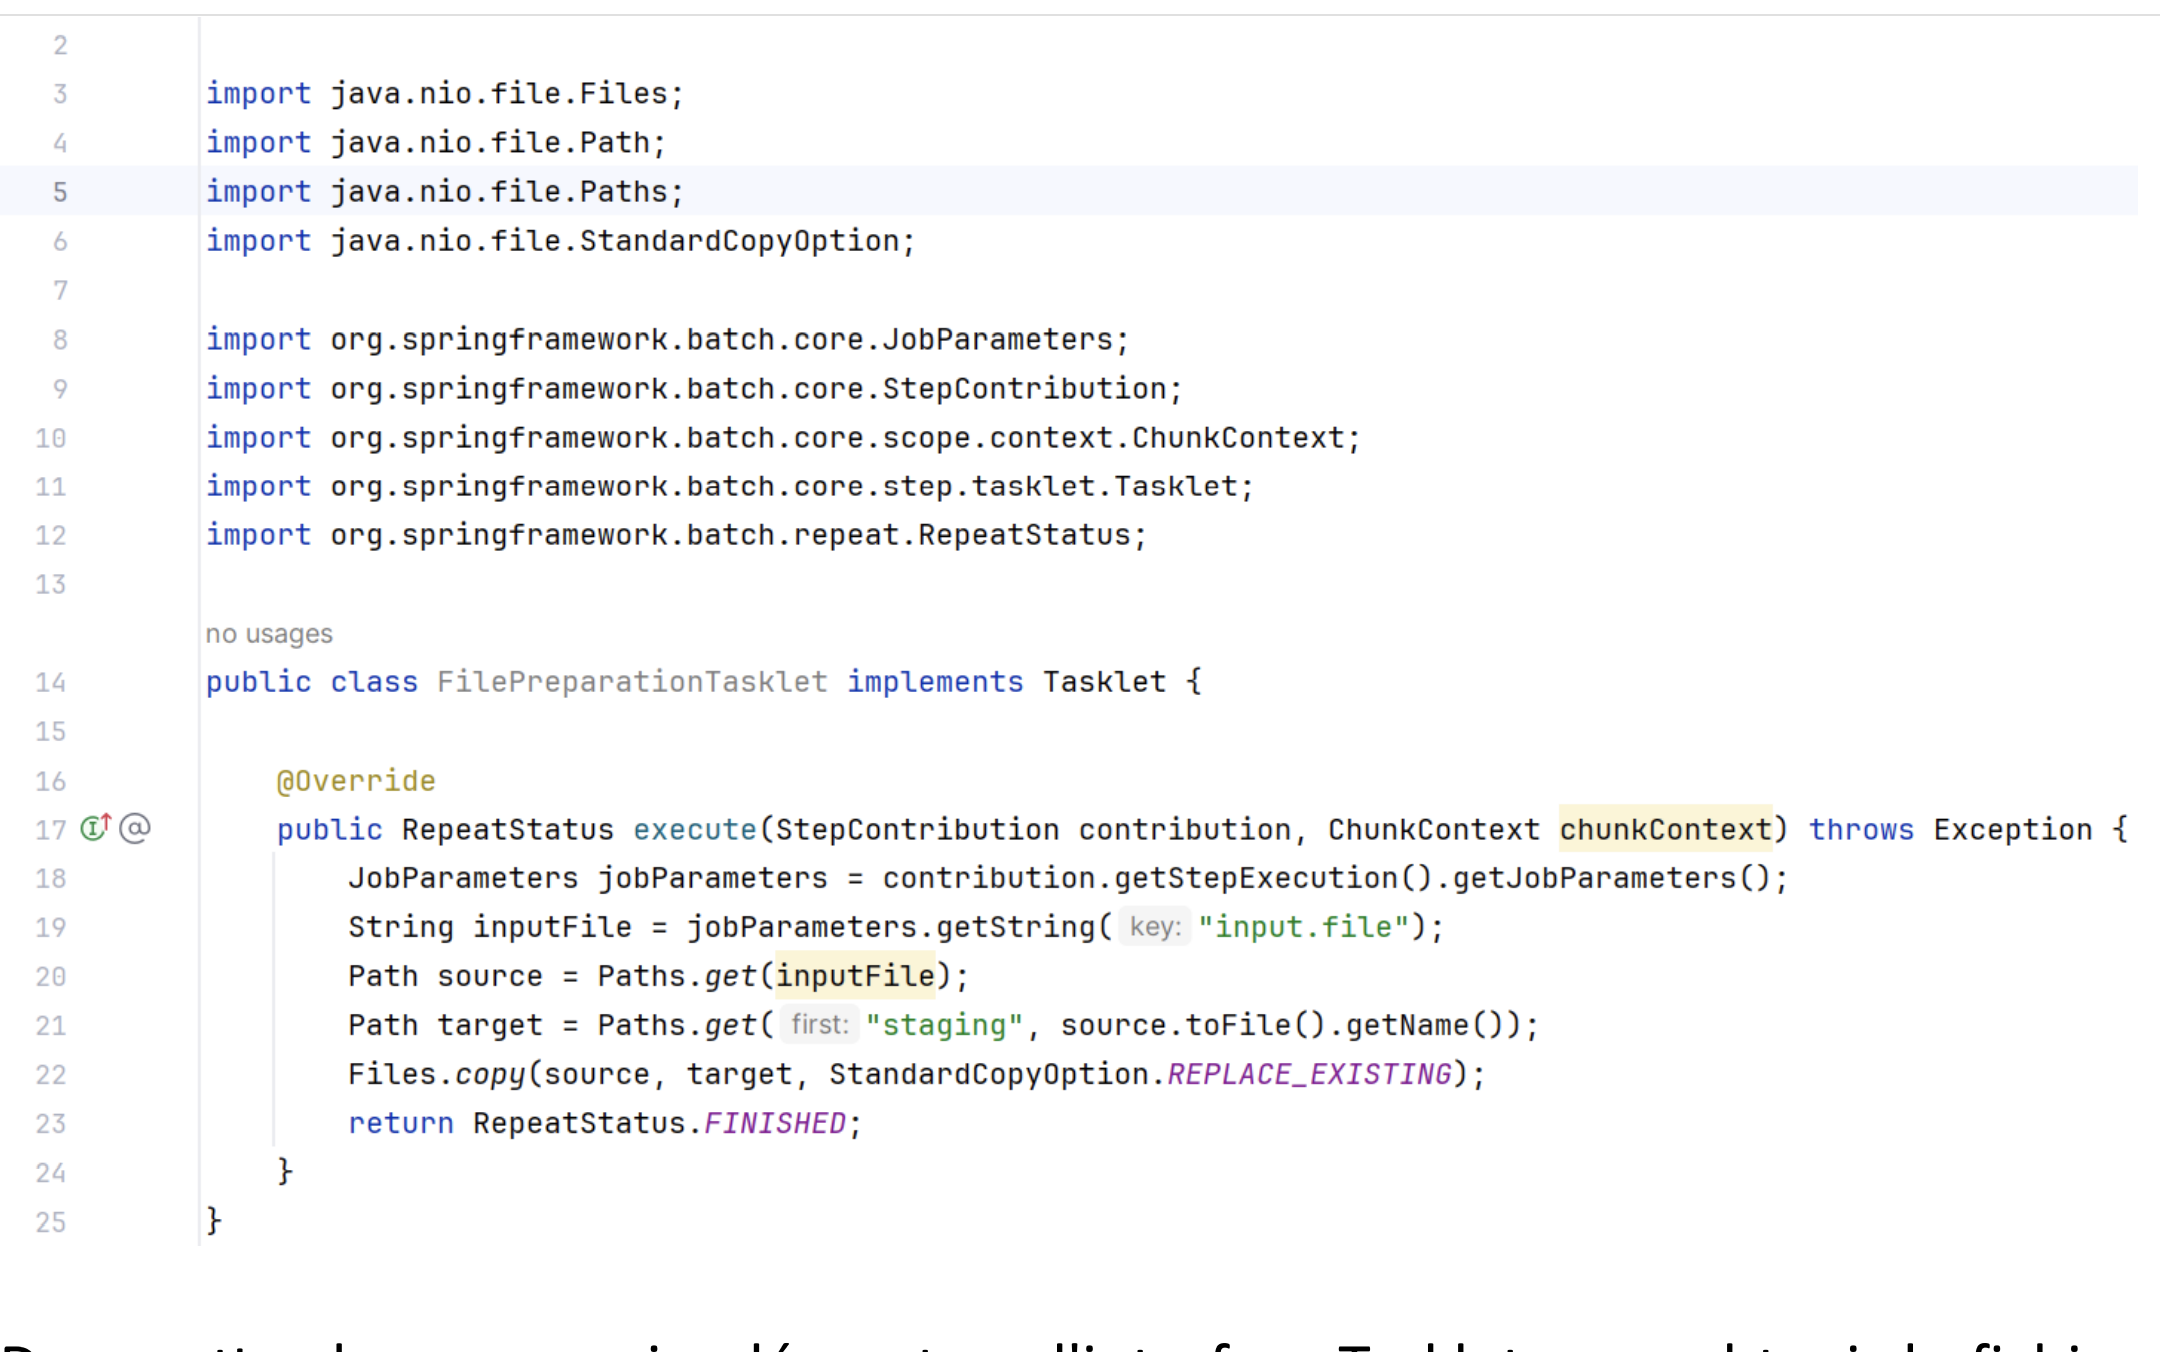 2
3 import java.nio.file.Files;
4 import java.nio.file.Path;
5 import java.nio.file.Paths;
6 import java.nio.file.StandardCopyOption;
7
8 import org.springframework.batch.core.JobParameters;
9 import org.springframework.batch.core.StepContribution;
10 import org.springframework.batch.core.scope.context.ChunkContext;
11 import org.springframework.batch.core.step.tasklet.Tasklet;
12 import org.springframework.batch.repeat.RepeatStatus;
13
no usages
14 public class FilePreparationTasklet implements Tasklet {
15
16 @Override
17 @ public RepeatStatus execute(StepContribution contribution, ChunkContext chunkContext) throws Exception {
18 JobParameters jobParameters = contribution.getStepExecution().getJobParameters();
19 String inputFile = jobParameters.getString( key: "input.file");
20 Path source = Paths.get(inputFile);
21 Path target = Paths.get( first: "staging", source.toFile().getName());
22 Files.copy(source, target, StandardCopyOption.REPLACE_EXISTING);
23 return RepeatStatus.FINISHED;
24 }
25 }